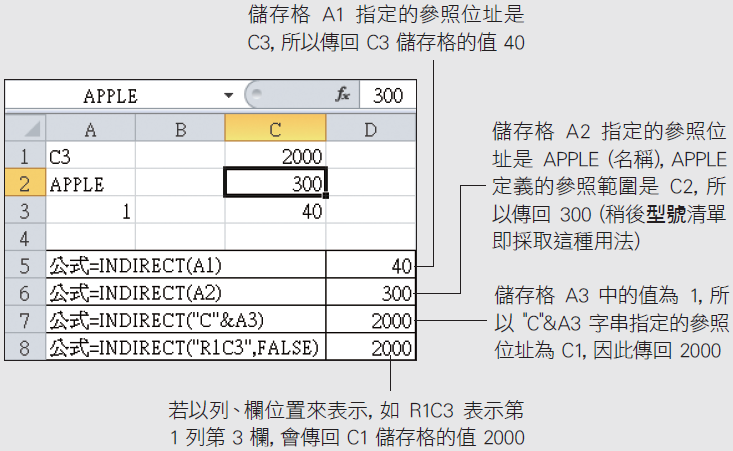 儲存格 A1 指定的參照位址是
C3, 所以傳回 C3 儲存格的值 40
APPLE fx 300
A B C D
1 C3 2000
2 APPLE 300
3 1 40
4
5 公式=INDIRECT(A1) 40
6 公式=INDIRECT(A2) 300
7 公式=INDIRECT("C"&A3) 2000
8 公式=INDIRECT("R1C3",FALSE) 2000
儲存格 A2 指定的參照位
址是 APPLE (名稱), APPLE
定義的參照範圍是 C2, 所
以傳回 300 (稍後型號清單
即採取這種用法)
儲存格 A3 中的值為 1, 所
以 "C"&A3 字串指定的參照
位址為 C1, 因此傳回 2000
若以列、欄位置來表示, 如 R1C3 表示第
1 列第 3 欄, 會傳回 C1 儲存格的值 2000